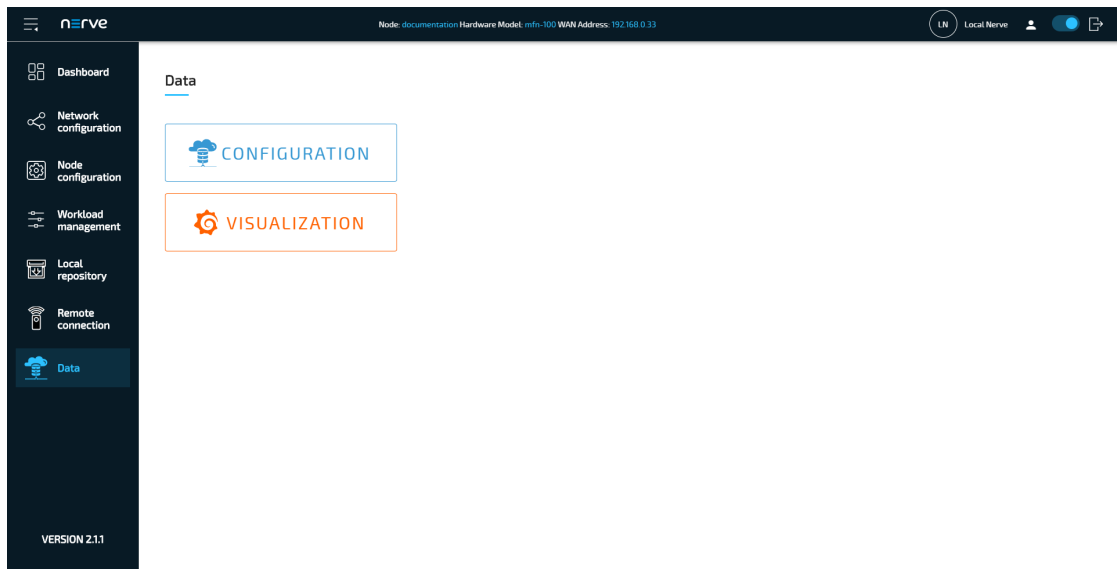 nerve
Node: documentation Hardware Model: mfn-100 WAN Address: 192.168.0.33
LN
Local Nerve
Dashboard
Network
configuration
Node
configuration
Workload
management
Local
repository
Remote
connection
Data
VERSION 2.1.1
Data
CONFIGURATION
VISUALIZATION